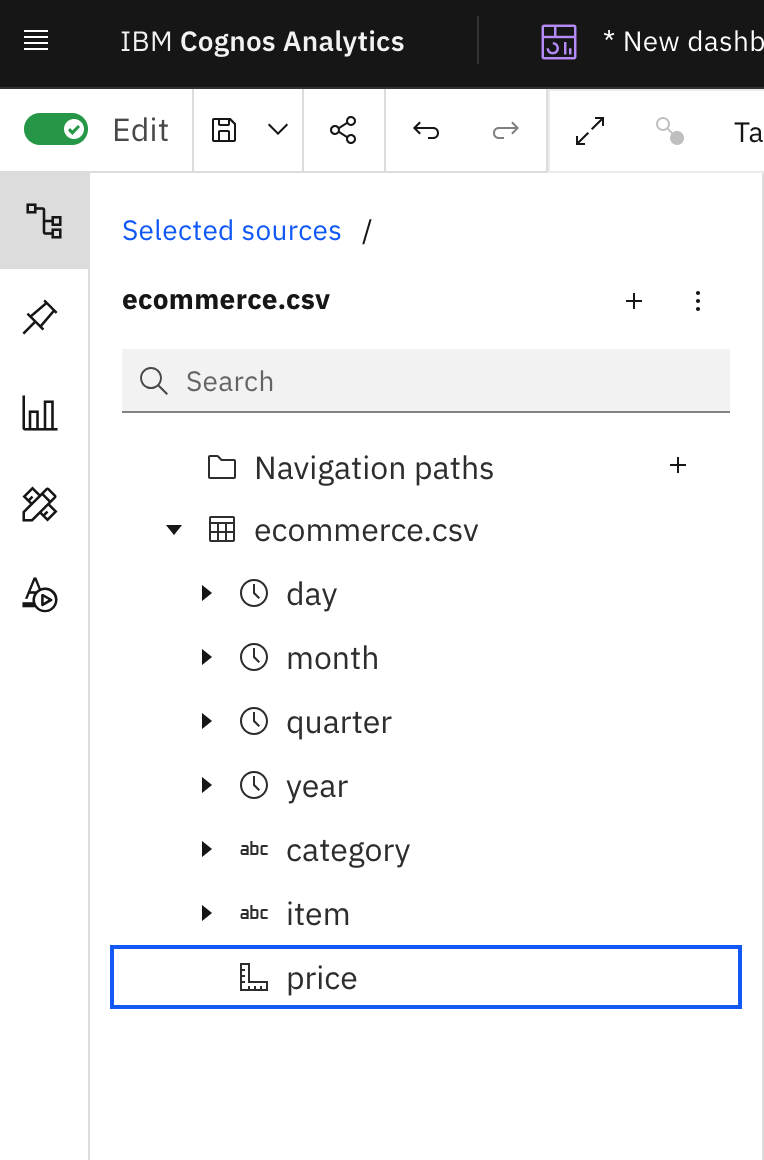 IBM Cognos Analytics
* New dashb
Edit
Ta
Selected sources /
ecommerce.csv
Search
Navigation paths
ecommerce.csv
day
month
quarter
year
abc category
abc item
price